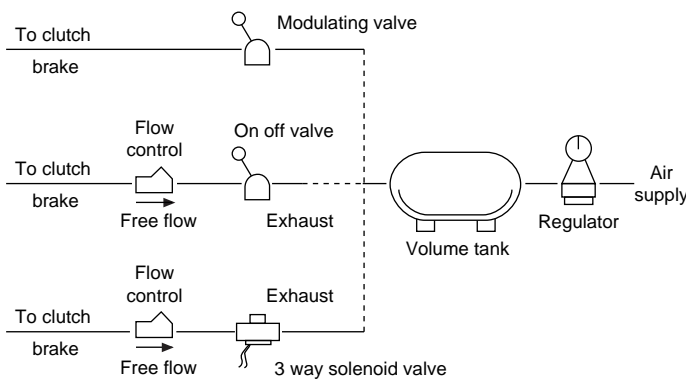 Modulating valve
To clutch
brake
Flow
control
On off valve
To clutch
brake
Free flow
Exhaust
Volume tank
Regulator
Air
supply
Flow
control
Exhaust
To clutch
brake
Free flow
3 way solenoid valve